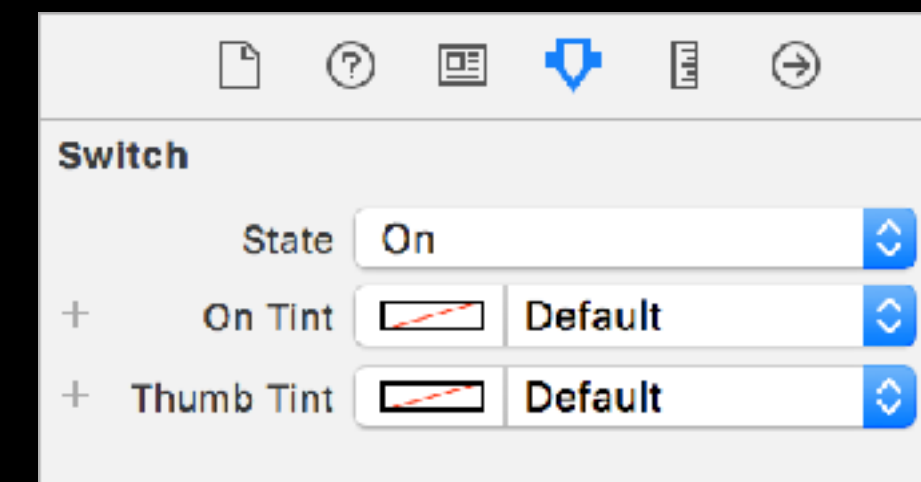 Switch
State On
+ On Tint Default
+ Thumb Tint Default